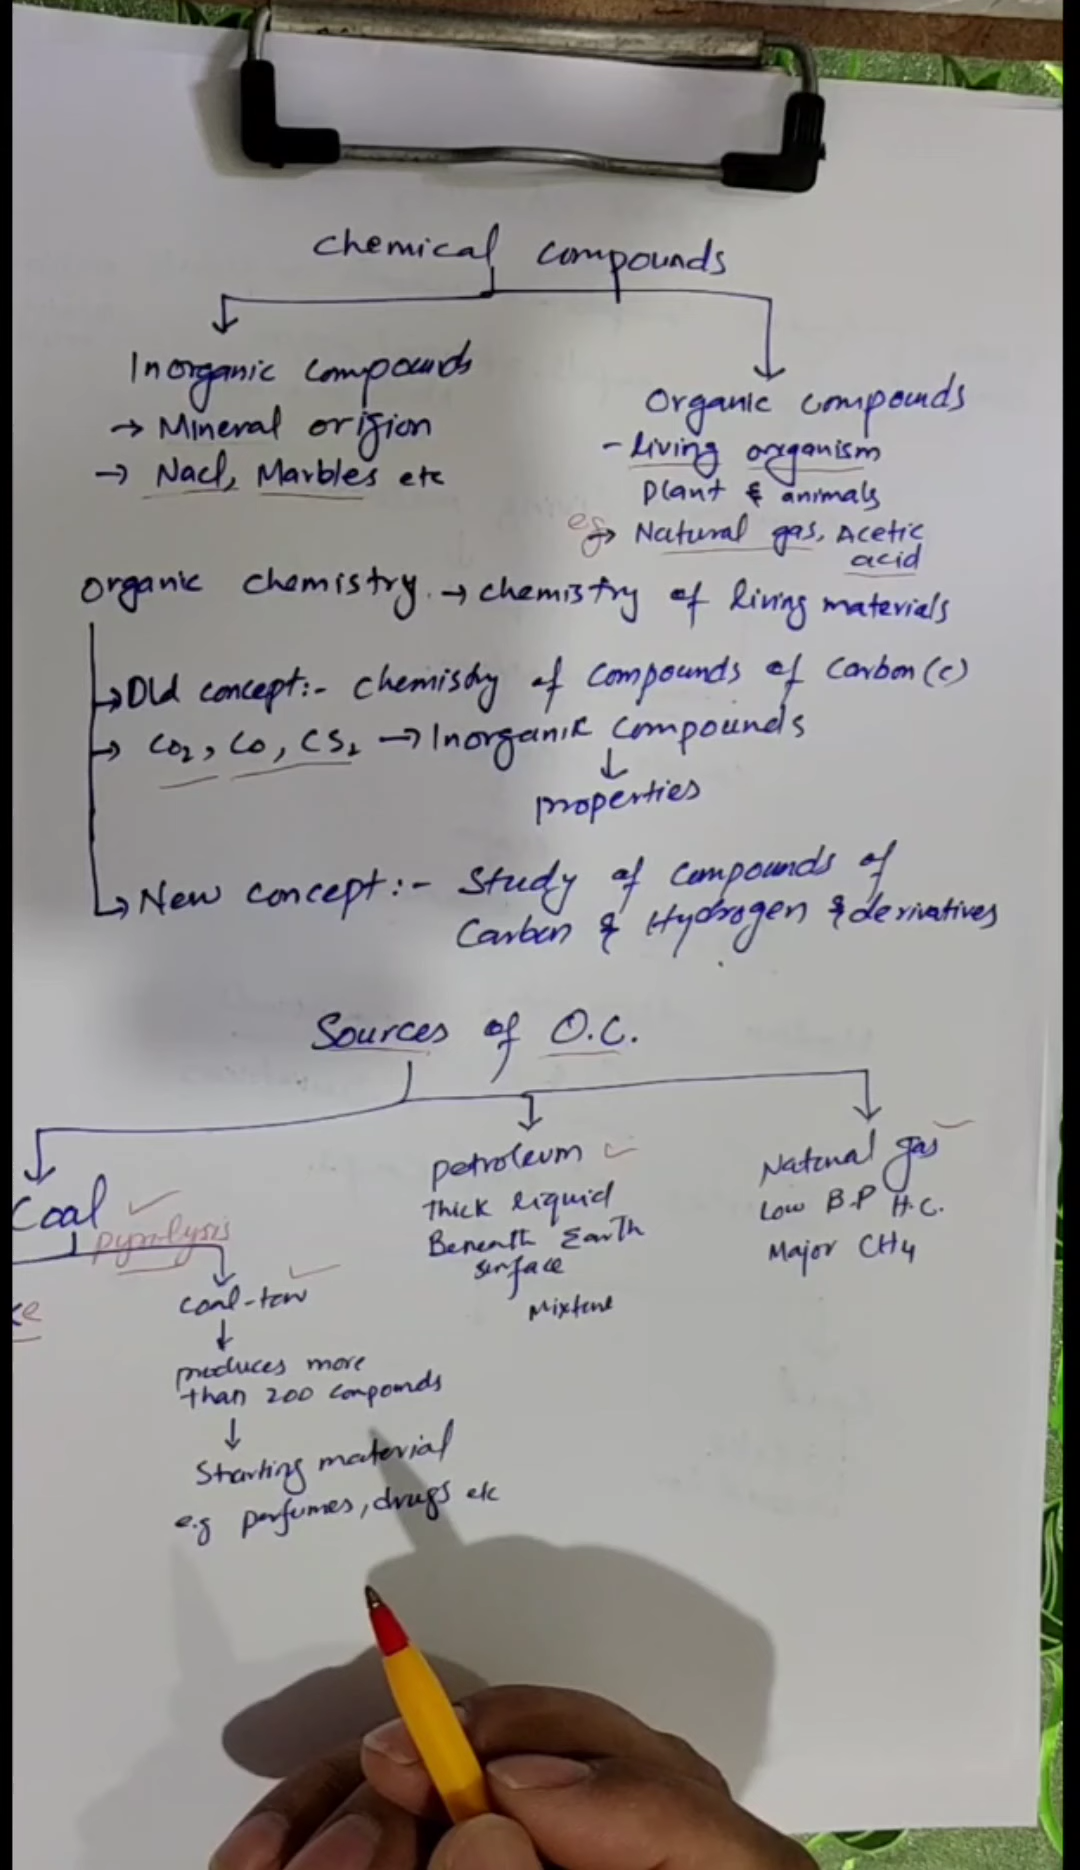 chemical compounds
Inorganic compounds
→ Mineral origion
→ Nacl, Marbles etc
Organic compounds
- living organism
plant & animals
eg → Natural gas, Acetic
acid
organic chemistry → chemistry of living materials
→ Old concept:- chemistry of compounds of carbon (c)
→ CO2, CO, CS2 → Inorganic compounds
↓
properties
→ New concept:- Study of compounds of
Carbon & Hydrogen & derivatives
Sources of O.C.
Coal
pyrolysis
coal-tar
↓
produces more
than 200 compounds
↓
Starting material
e.g perfumes, drugs etc
petroleum
thick liquid
Beneath Earth
surface
Mixture
Natural gas
Low B.P H.C.
Major CH4